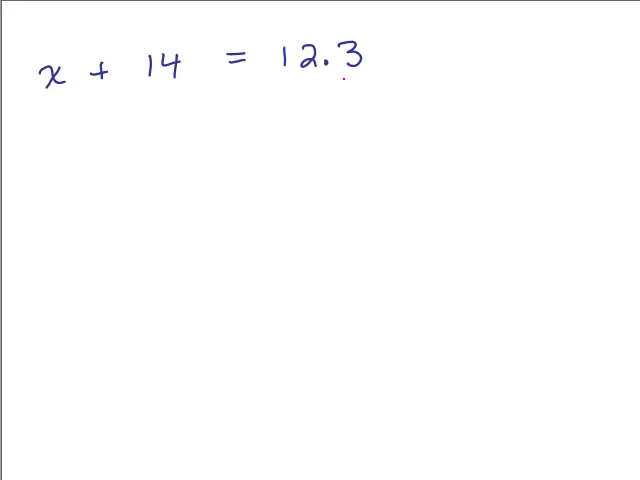 x + 14 = 12.3